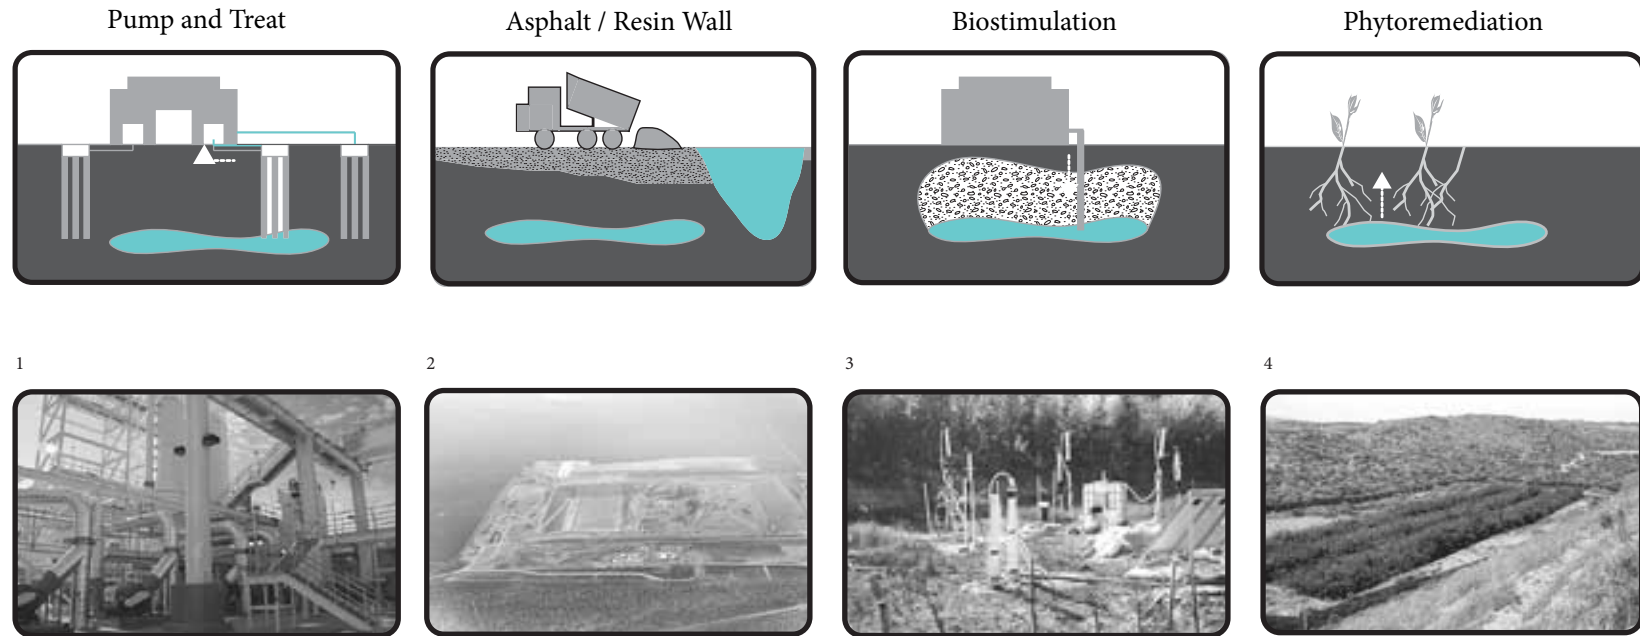 Pump and Treat
Asphalt / Resin Wall
Biostimulation
Phytoremediation
1
2
3
4